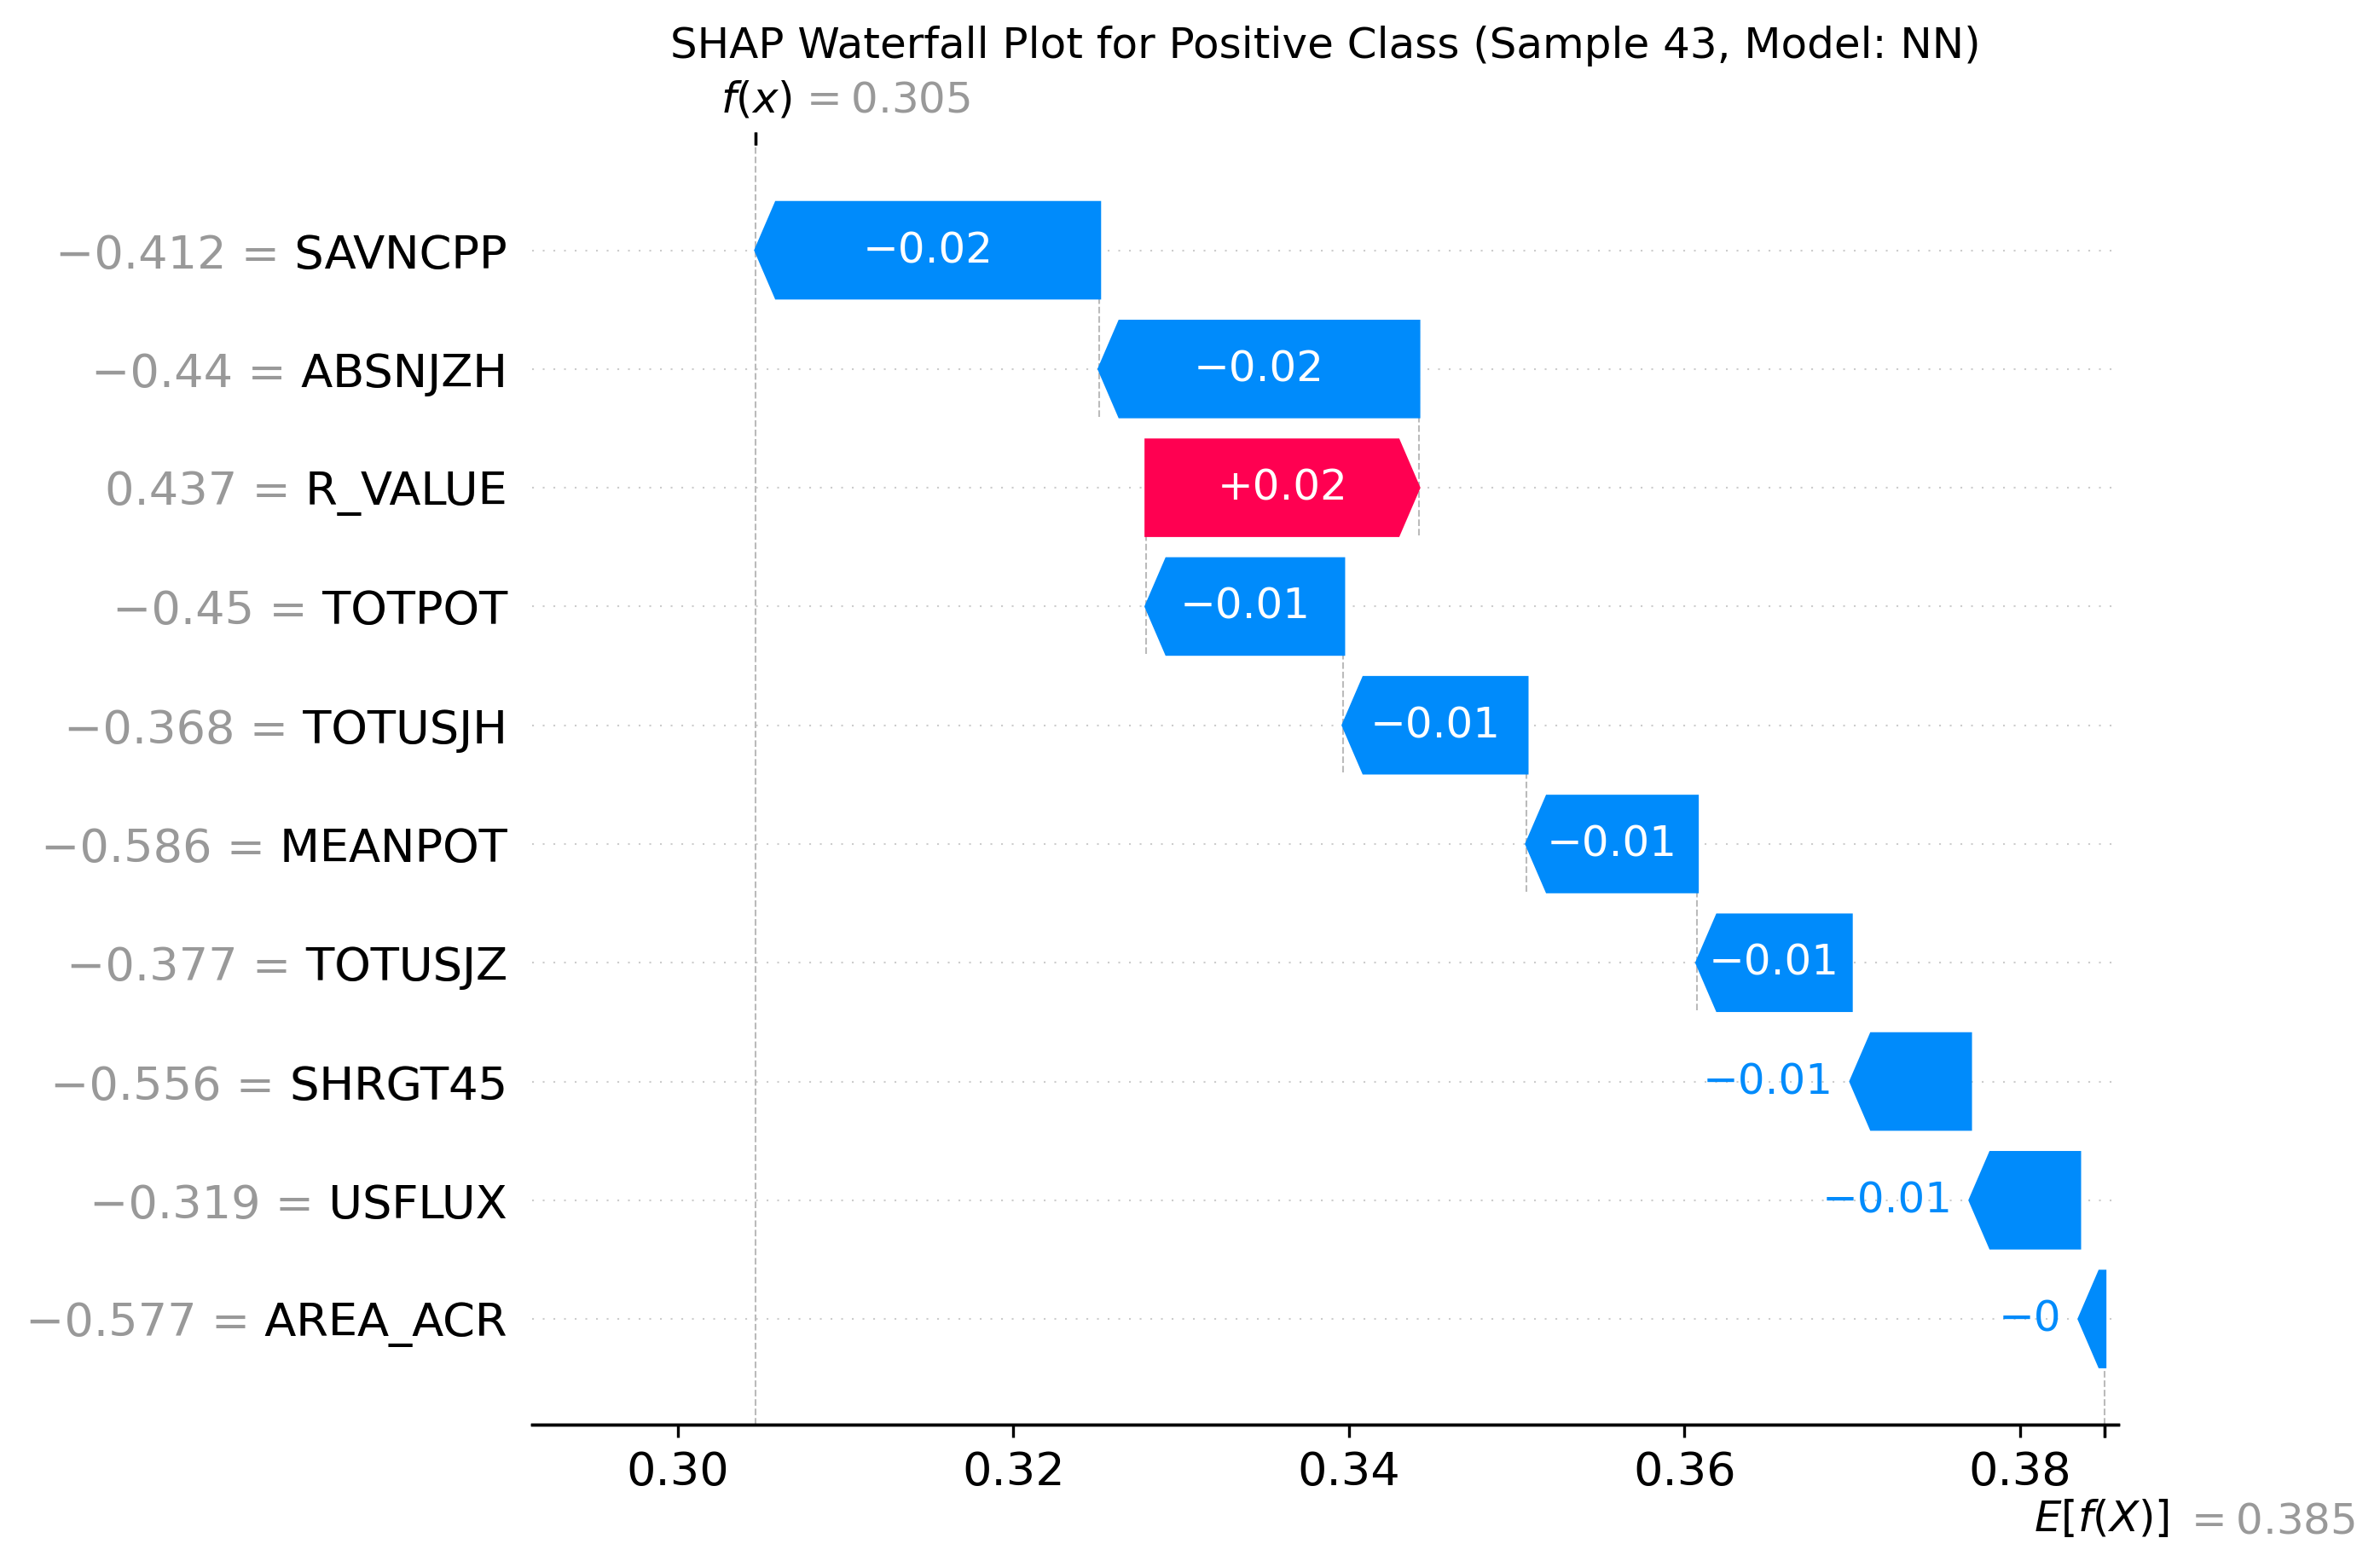 SHAP Waterfall Plot for Positive Class (Sample 43, Model: NN)
f(x) = 0.305
−0.412 = SAVNCPP −0.02
−0.44 = ABSNJZH −0.02
0.437 = R_VALUE +0.02
−0.45 = TOTPOT −0.01
−0.368 = TOTUSJH −0.01
−0.586 = MEANPOT −0.01
−0.377 = TOTUSJZ −0.01
−0.556 = SHRGT45 −0.01
−0.319 = USFLUX −0.01
−0.577 = AREA_ACR −0
0.30 0.32 0.34 0.36 0.38
E[f(X)] = 0.385